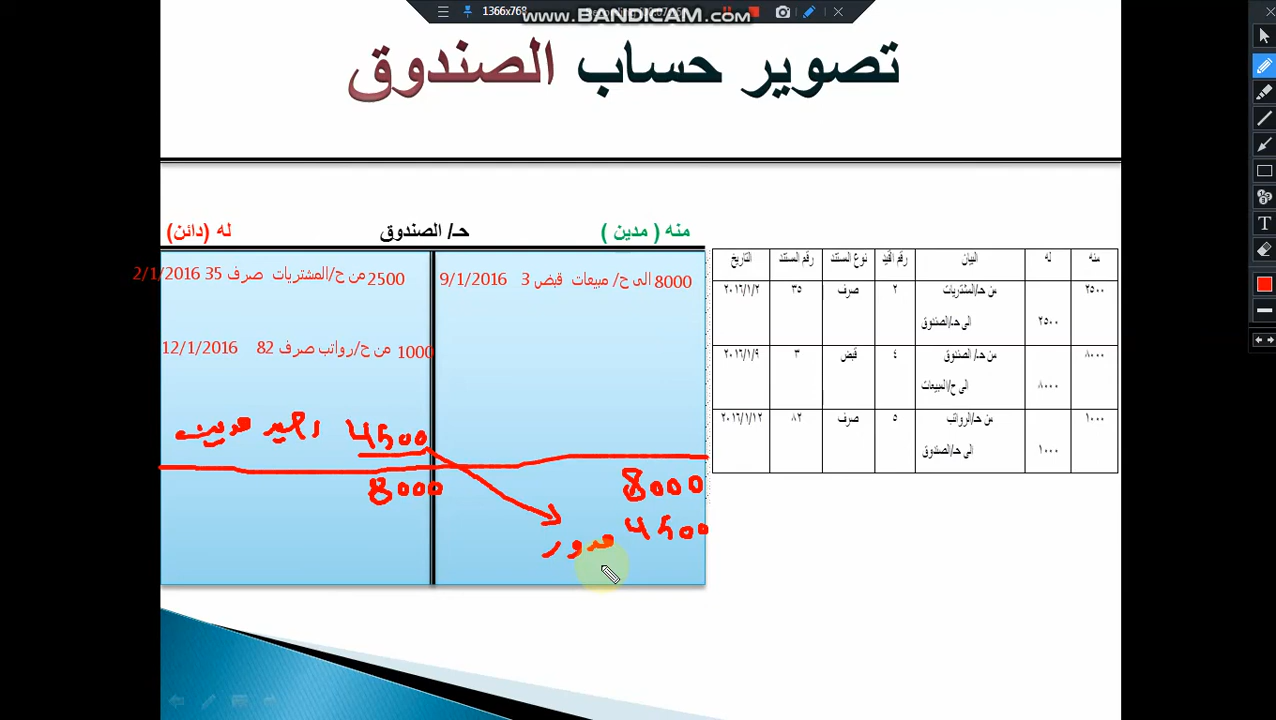 1366x768
www.BANDICAM.com
تصوير حساب الصندوق
منه ( مدين )
حـ/ الصندوق
له (دائن)
8000 الى ح/ مبيعات قبض 3 9/1/2016
2500 من ح/المشتريات صرف 35 2/1/2016
1000 من ح/رواتب صرف 82 12/1/2016
4500 رصيد مدين
8000
8000
4500
مدور
منه له البيان رقم القيد نوع المستند رقم المستند التاريخ
٢٥٠٠ من حـ/المشتريات ٢ صرف ٣٥ ٢٠١٦/١/٢
٢٥٠٠ الى حـ/الصندوق
٨٠٠٠ من حـ/ الصندوق ٤ قبض ٣ ٢٠١٦/١/٩
٨٠٠٠ الى ح/المبيعات
١٠٠٠ من حـ/الرواتب ٥ صرف ٨٢ ٢٠١٦/١/١٢
١٠٠٠ الى حـ/الصندوق